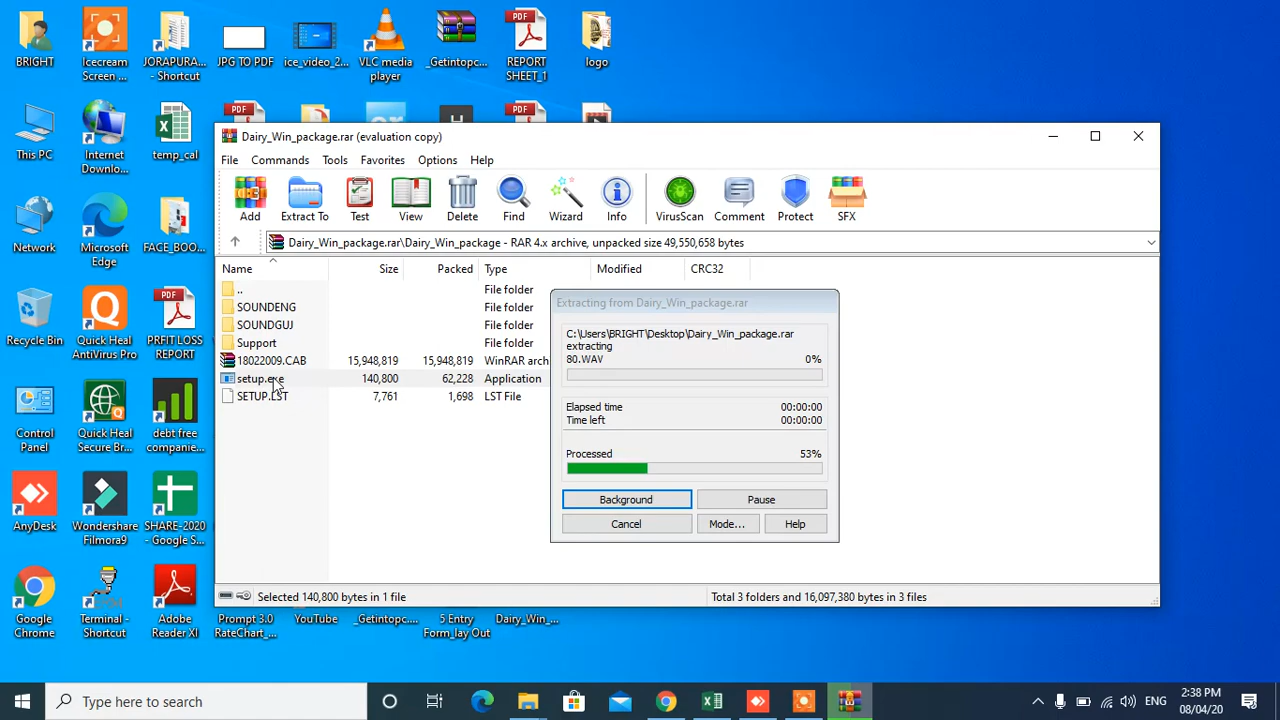 BRIGHT
Icecream
Screen ...
JORAPURA...
- Shortcut
JPG TO PDF
ice_video_2...
VLC media
player
_Getintopc...
PDF
REPORT
SHEET_1
logo
This PC
Internet
Downlo...
temp_cal
PDF
PDF
Network
Microsoft
Edge
FACE_BOO...
Recycle Bin
Quick Heal
AntiVirus Pro
PDF
PRFIT LOSS
REPORT
Control
Panel
Quick Heal
Secure Br...
debt free
companie...
AnyDesk
Wondershare
Filmora9
SHARE-2020
- Google S...
Google
Chrome
Terminal -
Shortcut
Adobe
Reader XI
Prompt 3.0
RateChart_...
YouTube
_Getintopc....
5 Entry
Form_lay Out
Dairy_Win_...
Dairy_Win_package.rar (evaluation copy)
File Commands Tools Favorites Options Help
Add Extract To Test View Delete Find Wizard Info VirusScan Comment Protect SFX
Dairy_Win_package.rar\Dairy_Win_package - RAR 4.x archive, unpacked size 49,550,658 bytes
Name Size Packed Type Modified CRC32
.. File folder
SOUNDENG File folder
SOUNDGUJ File folder
Support File folder
18022009.CAB 15,948,819 15,948,819 WinRAR arch
setup.exe 140,800 62,228 Application
SETUP.LST 7,761 1,698 LST File
Extracting from Dairy_Win_package.rar
C:\Users\BRIGHT\Desktop\Dairy_Win_package.rar
extracting
80.WAV 0%
Elapsed time 00:00:00
Time left 00:00:00
Processed 53%
Background Pause
Cancel Mode... Help
Selected 140,800 bytes in 1 file
Total 3 folders and 16,097,380 bytes in 3 files
Type here to search
ENG
2:38 PM
08/04/20